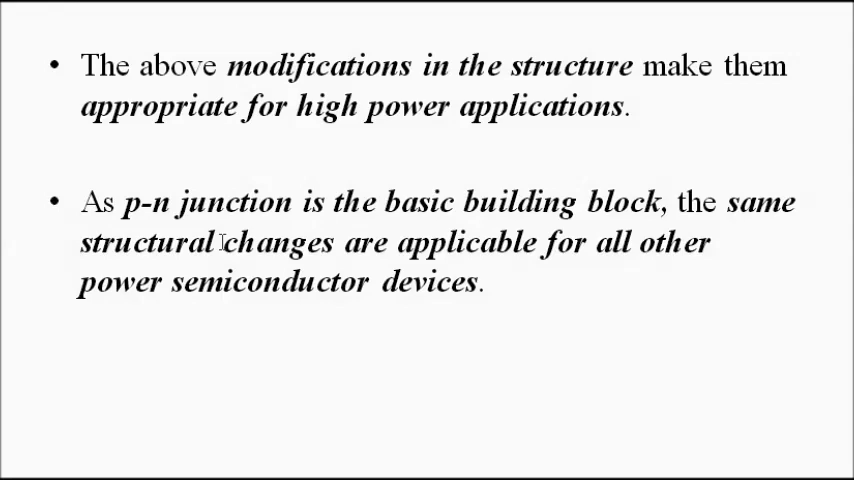 • The above modifications in the structure make them
appropriate for high power applications.
• As p-n junction is the basic building block, the same
structural changes are applicable for all other
power semiconductor devices.